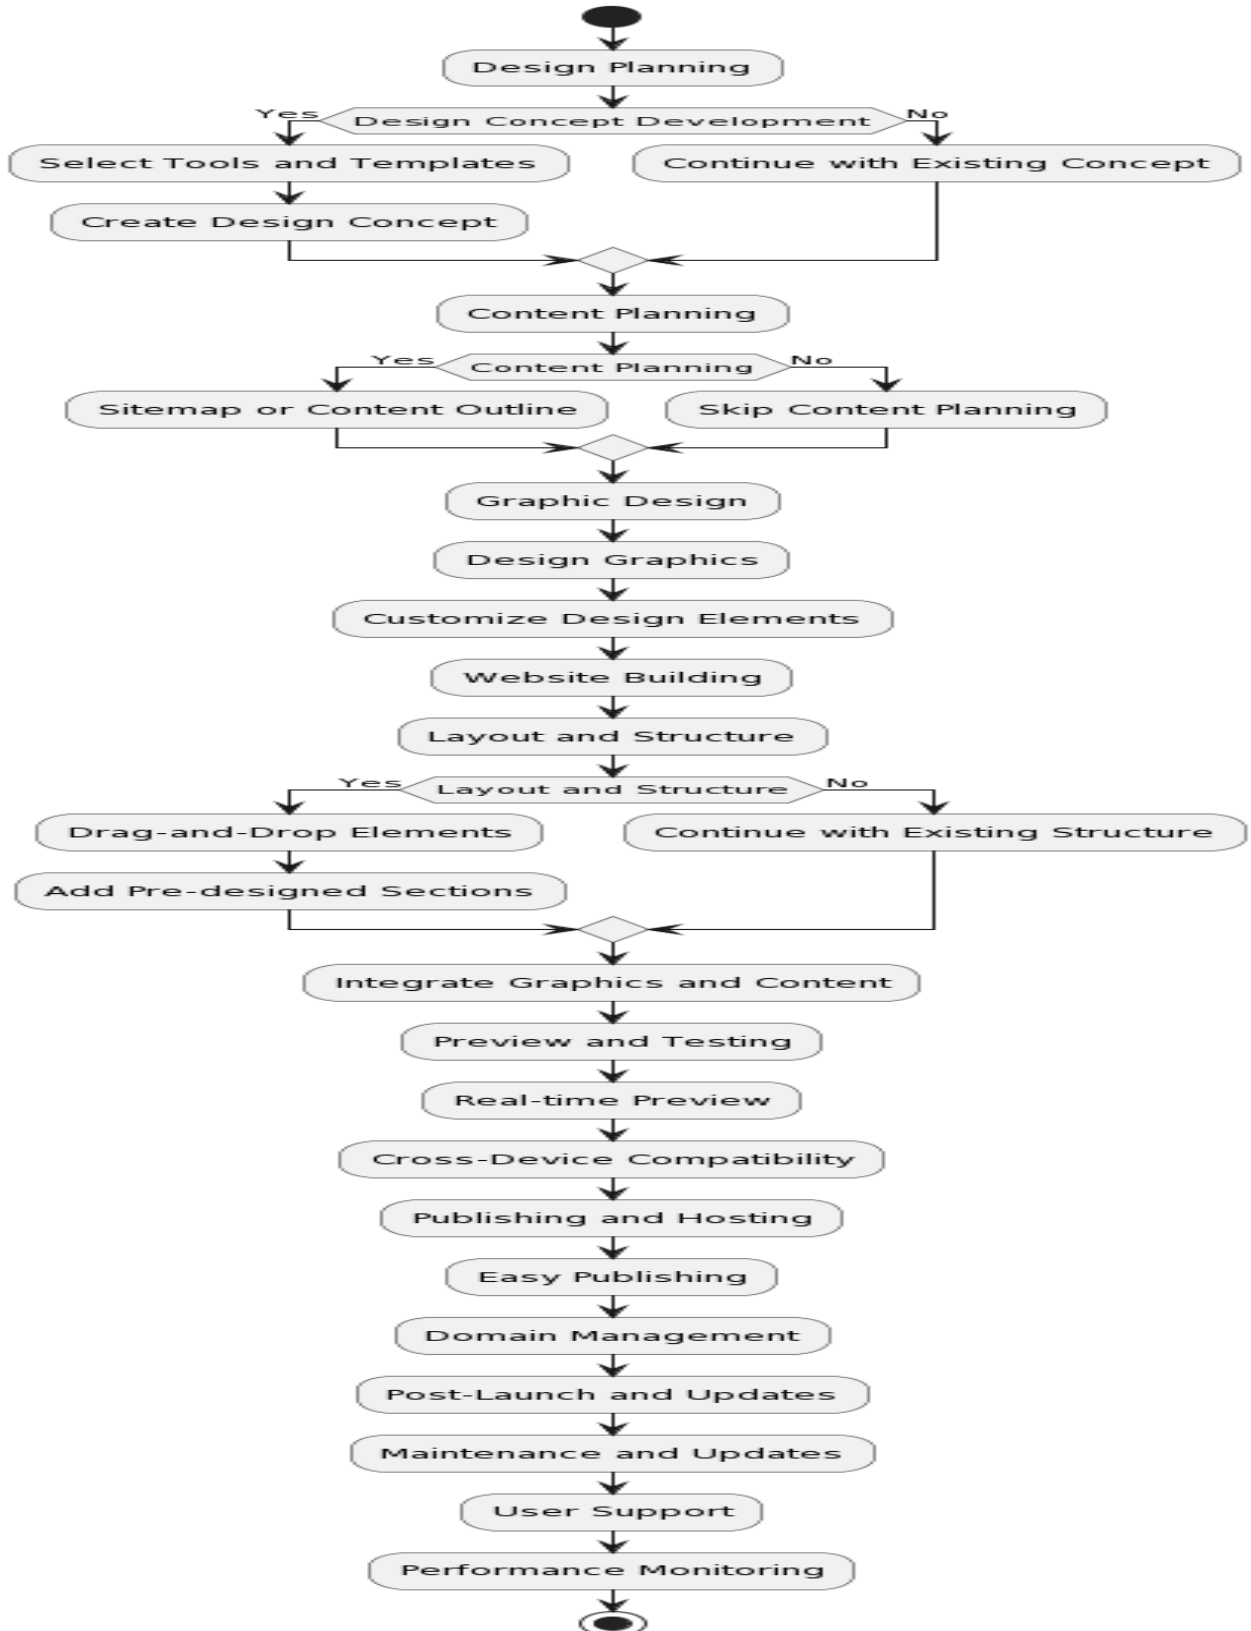 Design Planning
Yes
Design Concept Development
No
Select Tools and Templates
Continue with Existing Concept
Create Design Concept
Content Planning
Yes
Content Planning
No
Sitemap or Content Outline
Skip Content Planning
Graphic Design
Design Graphics
Customize Design Elements
Website Building
Layout and Structure
Yes
Layout and Structure
No
Drag-and-Drop Elements
Continue with Existing Structure
Add Pre-designed Sections
Integrate Graphics and Content
Preview and Testing
Real-time Preview
Cross-Device Compatibility
Publishing and Hosting
Easy Publishing
Domain Management
Post-Launch and Updates
Maintenance and Updates
User Support
Performance Monitoring